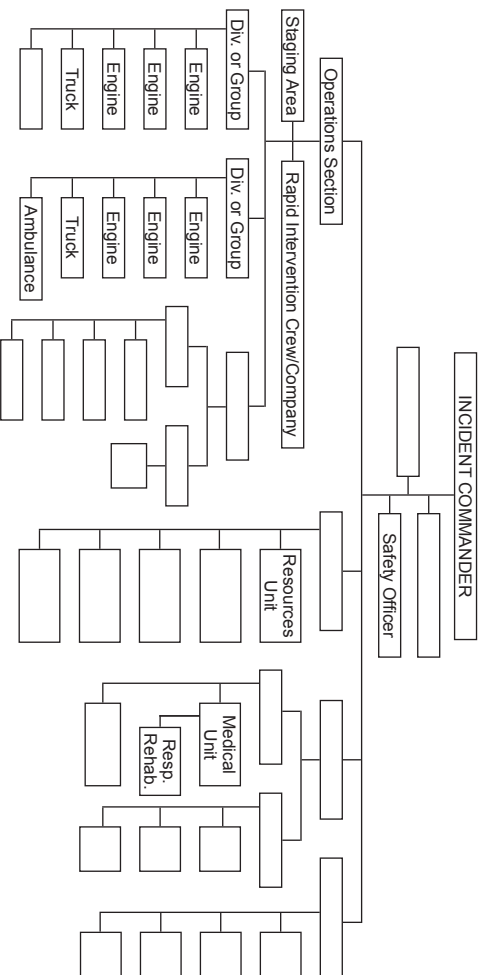 INCIDENT COMMANDER
Safety Officer
Operations Section
Staging Area
Rapid Intervention Crew/Company
Div. or Group
Engine
Engine
Engine
Truck
Div. or Group
Engine
Engine
Engine
Truck
Ambulance
Resources
Unit
Medical
Unit
Resp.
Rehab.